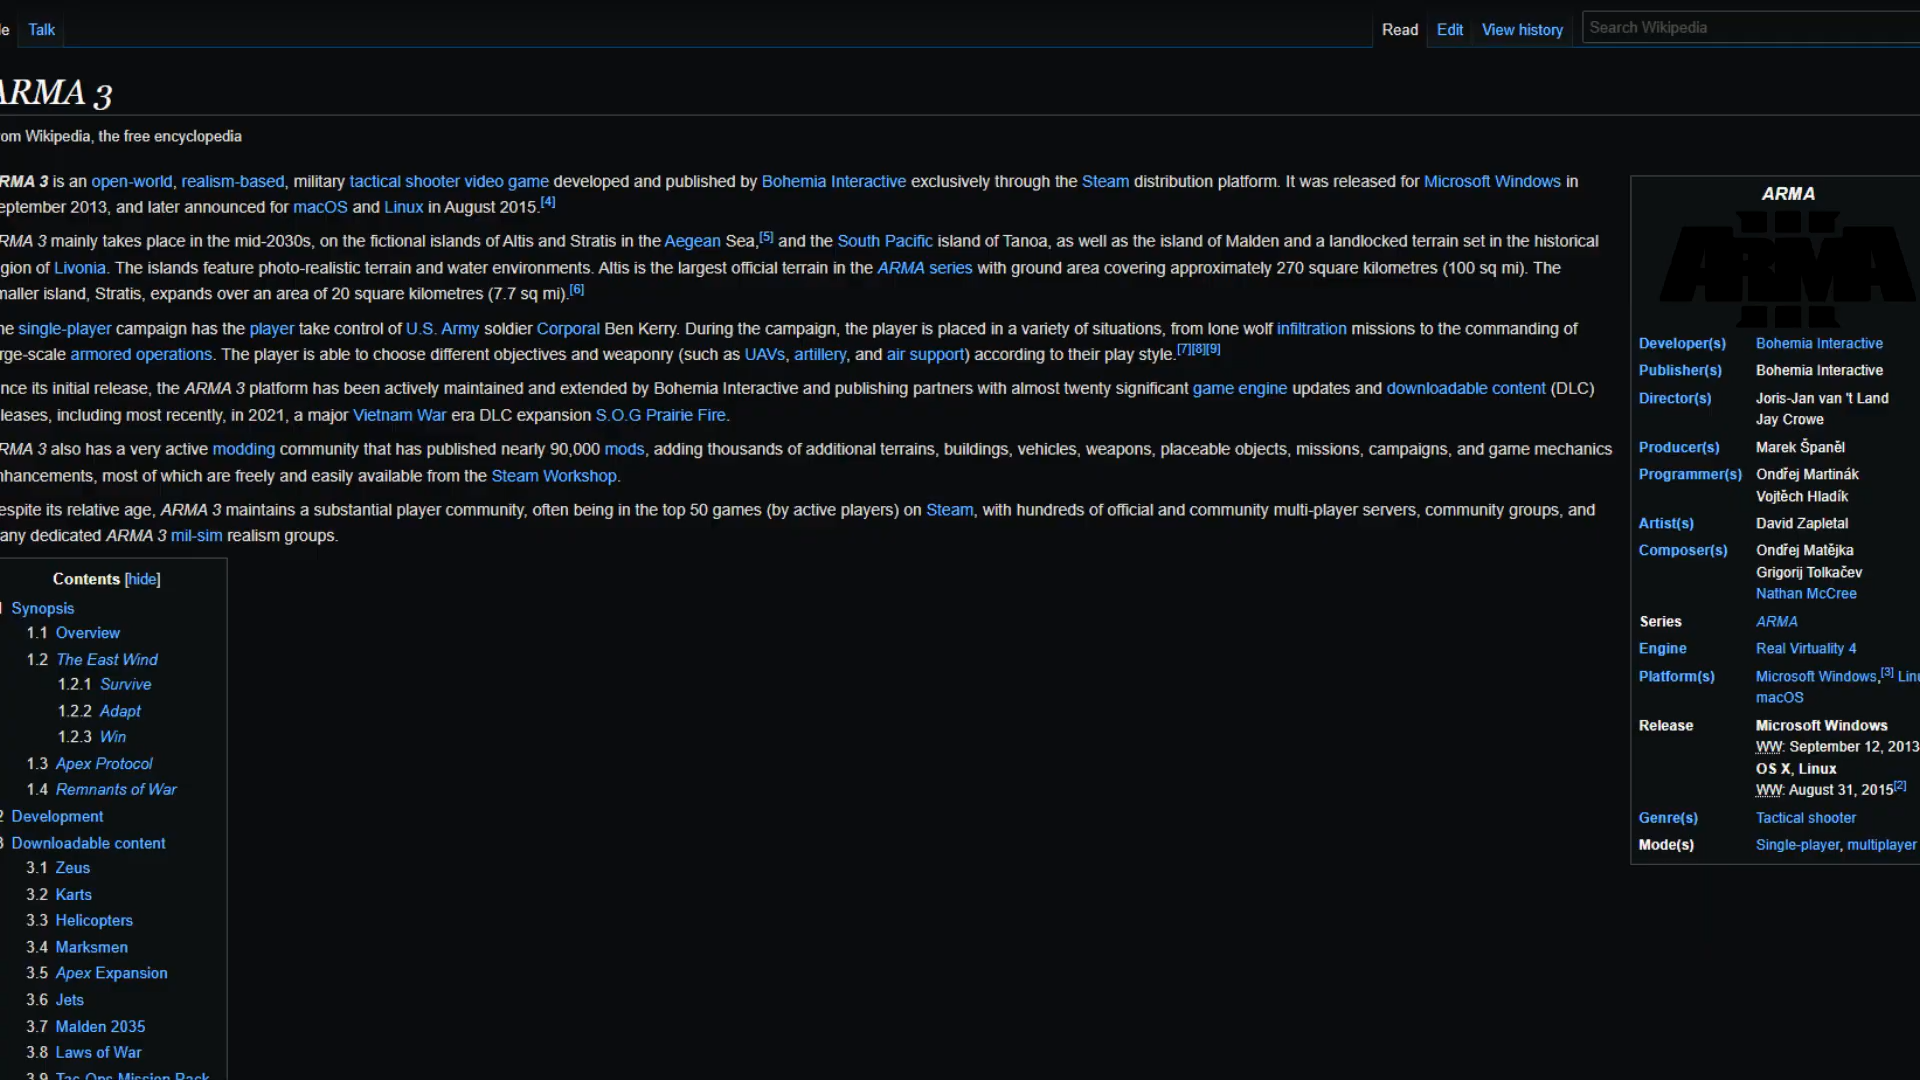 le Talk Read Edit View history Search Wikipedia
ARMA 3
om Wikipedia, the free encyclopedia
RMA 3 is an open-world, realism-based, military tactical shooter video game developed and published by Bohemia Interactive exclusively through the Steam distribution platform. It was released for Microsoft Windows in
eptember 2013, and later announced for macOS and Linux in August 2015.[4]
RMA 3 mainly takes place in the mid-2030s, on the fictional islands of Altis and Stratis in the Aegean Sea,[5] and the South Pacific island of Tanoa, as well as the island of Malden and a landlocked terrain set in the historical
gion of Livonia. The islands feature photo-realistic terrain and water environments. Altis is the largest official terrain in the ARMA series with ground area covering approximately 270 square kilometres (100 sq mi). The
maller island, Stratis, expands over an area of 20 square kilometres (7.7 sq mi).[6]
he single-player campaign has the player take control of U.S. Army soldier Corporal Ben Kerry. During the campaign, the player is placed in a variety of situations, from lone wolf infiltration missions to the commanding of
rge-scale armored operations. The player is able to choose different objectives and weaponry (such as UAVs, artillery, and air support) according to their play style.[7][8][9]
nce its initial release, the ARMA 3 platform has been actively maintained and extended by Bohemia Interactive and publishing partners with almost twenty significant game engine updates and downloadable content (DLC)
leases, including most recently, in 2021, a major Vietnam War era DLC expansion S.O.G Prairie Fire.
RMA 3 also has a very active modding community that has published nearly 90,000 mods, adding thousands of additional terrains, buildings, vehicles, weapons, placeable objects, missions, campaigns, and game mechanics
nhancements, most of which are freely and easily available from the Steam Workshop.
espite its relative age, ARMA 3 maintains a substantial player community, often being in the top 50 games (by active players) on Steam, with hundreds of official and community multi-player servers, community groups, and
any dedicated ARMA 3 mil-sim realism groups.
Contents [hide]
1 Synopsis
1.1 Overview
1.2 The East Wind
1.2.1 Survive
1.2.2 Adapt
1.2.3 Win
1.3 Apex Protocol
1.4 Remnants of War
2 Development
3 Downloadable content
3.1 Zeus
3.2 Karts
3.3 Helicopters
3.4 Marksmen
3.5 Apex Expansion
3.6 Jets
3.7 Malden 2035
3.8 Laws of War
3.9 Tac-Ops Mission Pack
ARMA
III
ARMA
III
Developer(s) Bohemia Interactive
Publisher(s) Bohemia Interactive
Director(s) Joris-Jan van 't Land
Jay Crowe
Producer(s) Marek Španěl
Programmer(s) Ondřej Martinák
Vojtěch Hladík
Artist(s) David Zapletal
Composer(s) Ondřej Matějka
Grigorij Tolkačev
Nathan McCree
Series ARMA
Engine Real Virtuality 4
Platform(s) Microsoft Windows,[3] Linu
macOS
Release Microsoft Windows
WW: September 12, 2013
OS X, Linux
WW: August 31, 2015[2]
Genre(s) Tactical shooter
Mode(s) Single-player, multiplayer